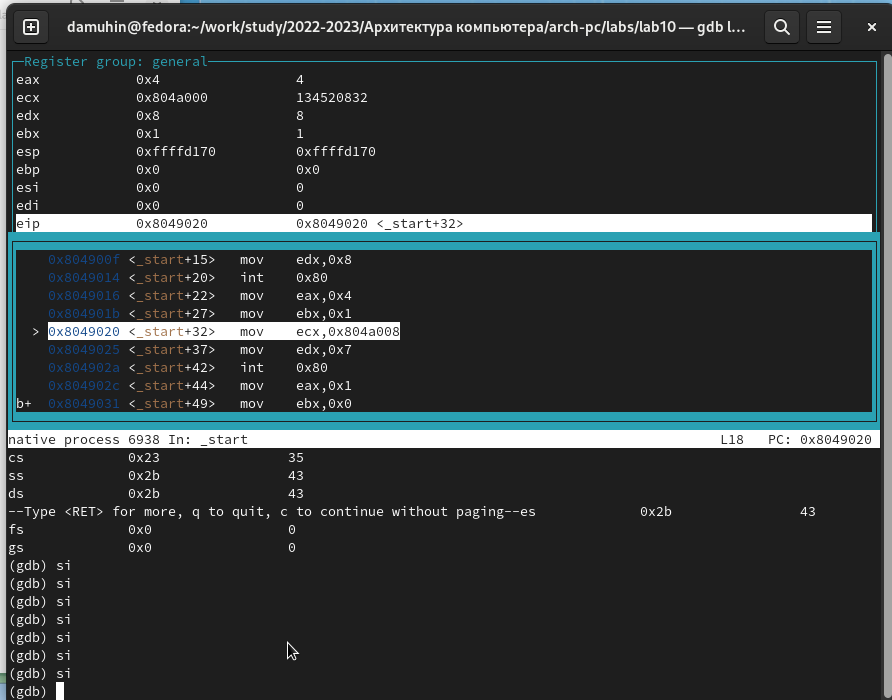 damuhin@fedora:~/work/study/2022-2023/Архитектура компьютера/arch-pc/labs/lab10 — gdb l...
Register group: general
eax 0x4 4
ecx 0x804a000 134520832
edx 0x8 8
ebx 0x1 1
esp 0xffffd170 0xffffd170
ebp 0x0 0x0
esi 0x0 0
edi 0x0 0
eip 0x8049020 0x8049020 <_start+32>
0x804900f <_start+15> mov edx,0x8
0x8049014 <_start+20> int 0x80
0x8049016 <_start+22> mov eax,0x4
0x804901b <_start+27> mov ebx,0x1
> 0x8049020 <_start+32> mov ecx,0x804a008
0x8049025 <_start+37> mov edx,0x7
0x804902a <_start+42> int 0x80
0x804902c <_start+44> mov eax,0x1
b+ 0x8049031 <_start+49> mov ebx,0x0
native process 6938 In: _start L18 PC: 0x8049020
cs 0x23 35
ss 0x2b 43
ds 0x2b 43
--Type <RET> for more, q to quit, c to continue without paging--es 0x2b 43
fs 0x0 0
gs 0x0 0
(gdb) si
(gdb) si
(gdb) si
(gdb) si
(gdb) si
(gdb) si
(gdb) si
(gdb)